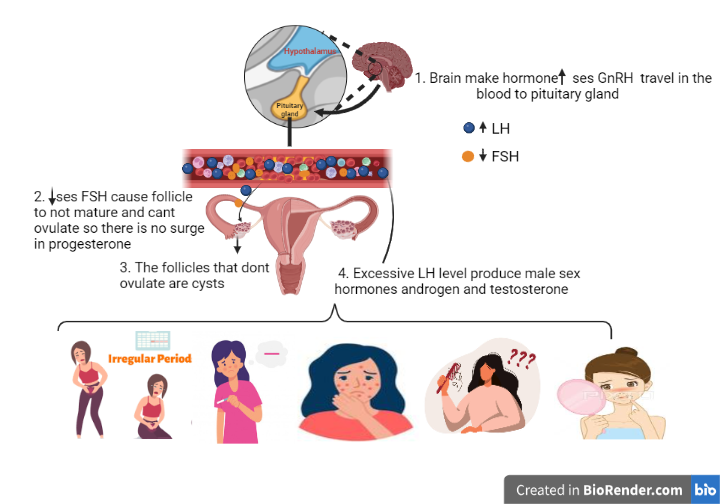 Hypothalamus
Pituitary
gland
1. Brain make hormone↑ ses GnRH travel in the
blood to pituitary gland
↑ LH
↓ FSH
2. ↓ses FSH cause follicle
to not mature and cant
ovulate so there is no surge
in progesterone
3. The follicles that dont
ovulate are cysts
4. Excessive LH level produce male sex
hormones androgen and testosterone
Irregular Period
???
Created in BioRender.com bio